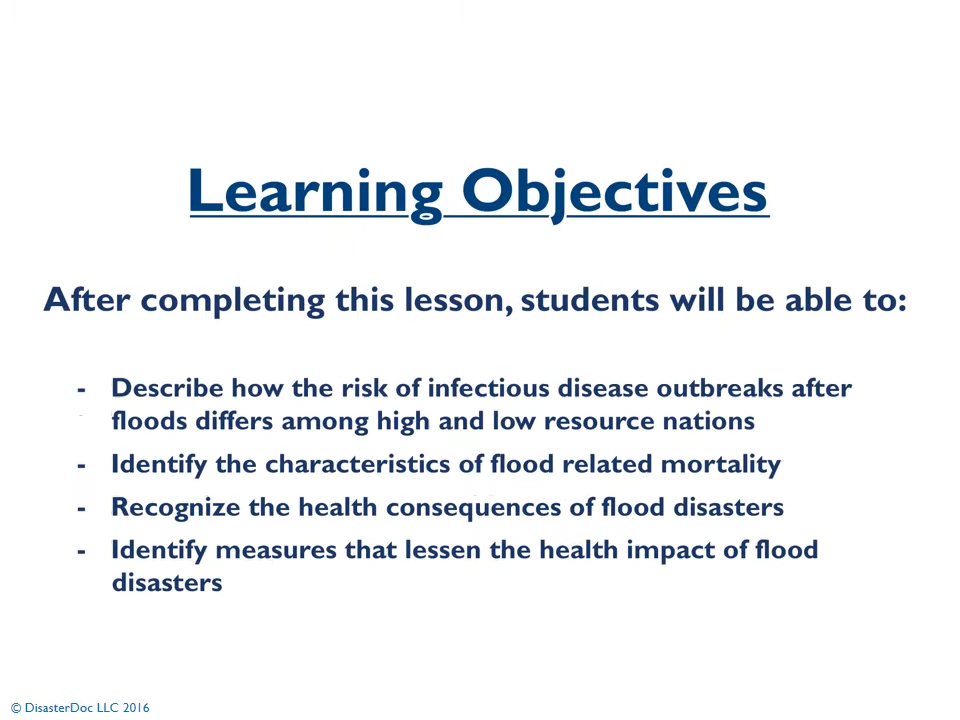 Learning Objectives
After completing this lesson, students will be able to:
- Describe how the risk of infectious disease outbreaks after
floods differs among high and low resource nations
- Identify the characteristics of flood related mortality
- Recognize the health consequences of flood disasters
- Identify measures that lessen the health impact of flood
disasters
© DisasterDoc LLC 2016